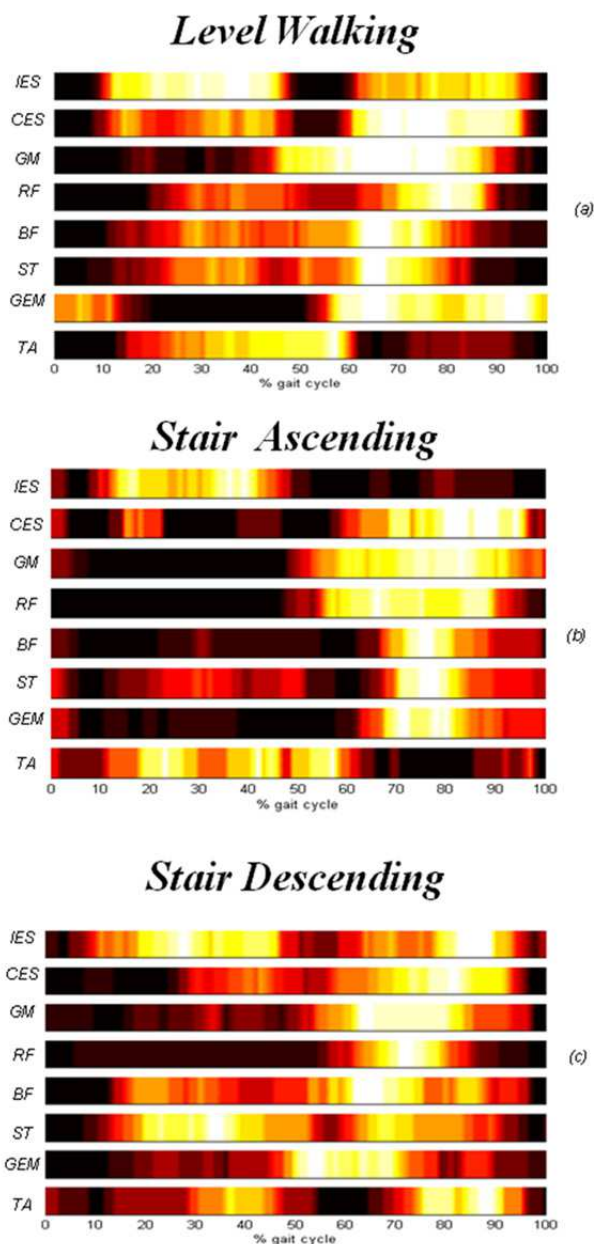 Level Walking
IES
CES
GM
RF
(a)
BF
ST
GEM
TA
0 10 20 30 40 50 60 70 80 90 100
% gait cycle
Stair Ascending
IES
CES
GM
RF
BF
(b)
ST
GEM
TA
0 10 20 30 40 50 60 70 80 90 100
% gait cycle
Stair Descending
IES
CES
GM
RF
(c)
BF
ST
GEM
TA
0 10 20 30 40 50 60 70 80 90 100
% gait cycle